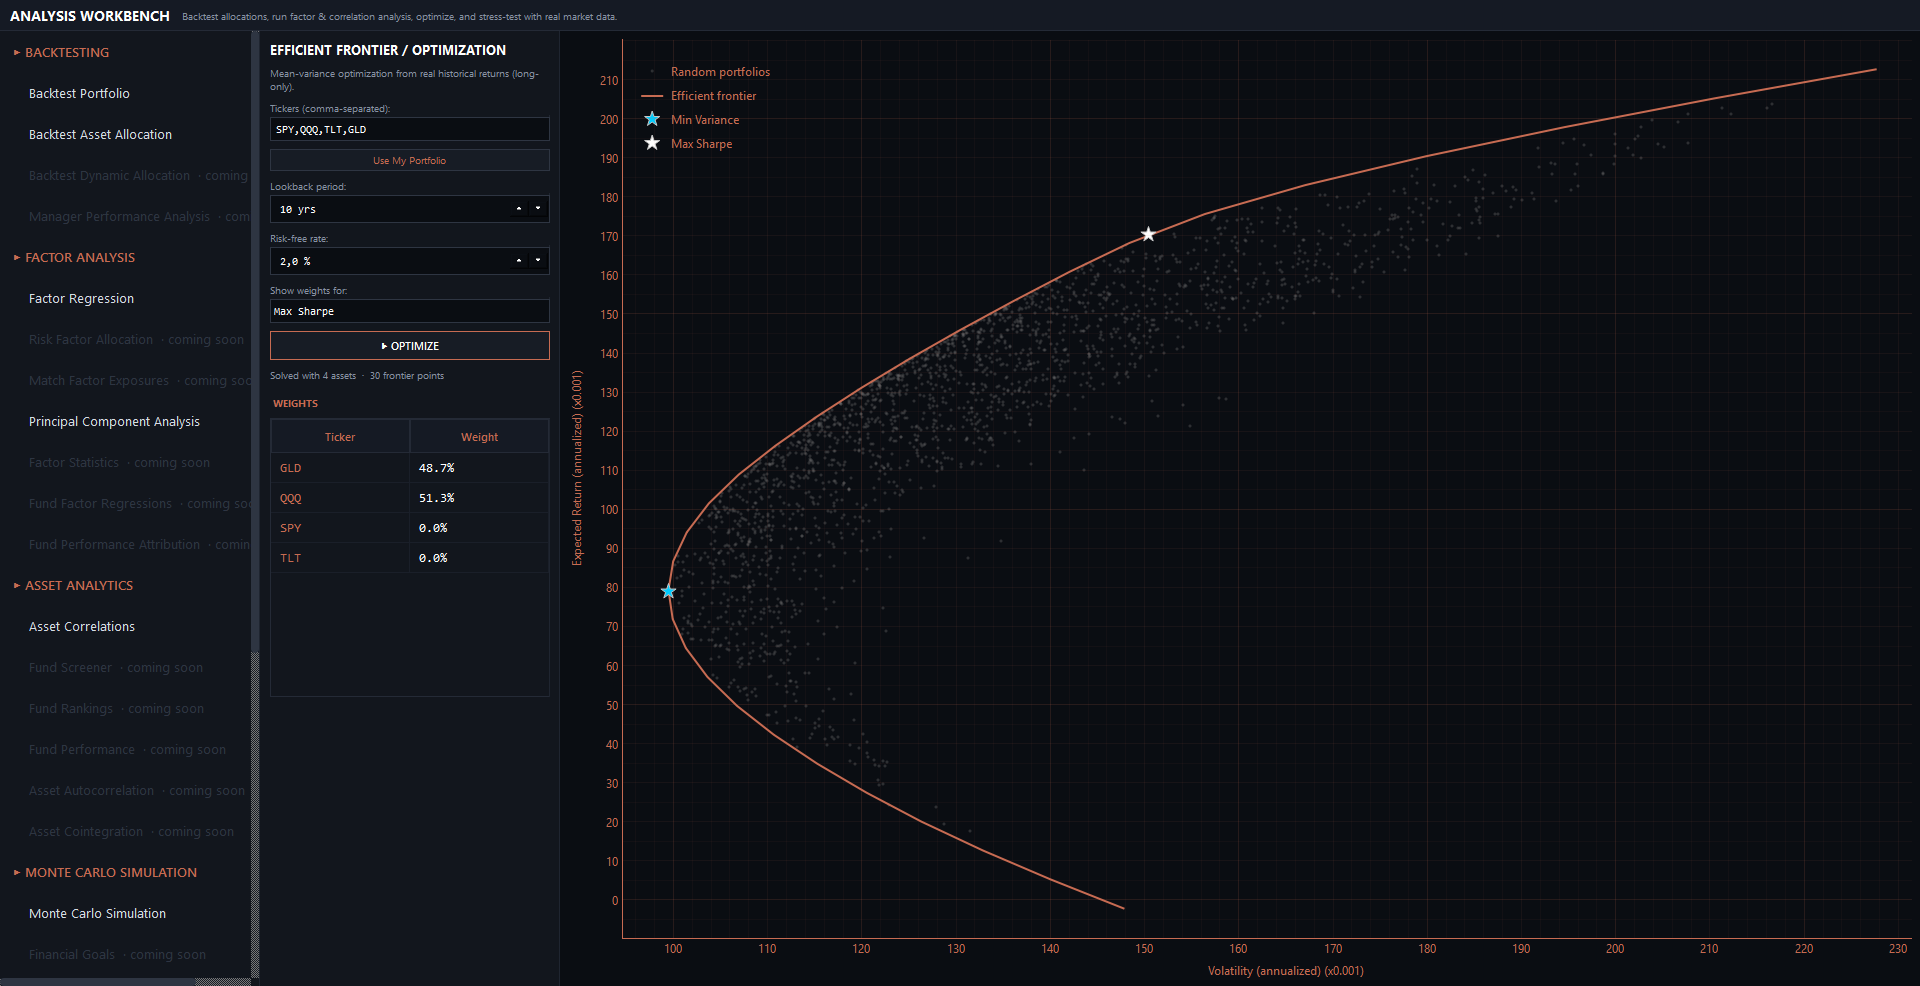 ANALYSIS WORKBENCH Backtest allocations, run factor & correlation analysis, optimize, and stress-test with real market data.
BACKTESTING
Backtest Portfolio
Backtest Asset Allocation
Backtest Dynamic Allocation · coming
Manager Performance Analysis · com
FACTOR ANALYSIS
Factor Regression
Risk Factor Allocation · coming soon
Match Factor Exposures · coming soo
Principal Component Analysis
Factor Statistics · coming soon
Fund Factor Regressions · coming soo
Fund Performance Attribution · comin
ASSET ANALYTICS
Asset Correlations
Fund Screener · coming soon
Fund Rankings · coming soon
Fund Performance · coming soon
Asset Autocorrelation · coming soon
Asset Cointegration · coming soon
MONTE CARLO SIMULATION
Monte Carlo Simulation
Financial Goals · coming soon
EFFICIENT FRONTIER / OPTIMIZATION
Mean-variance optimization from real historical returns (long-
only).
Tickers (comma-separated):
SPY,QQQ,TLT,GLD
Use My Portfolio
Lookback period:
10 yrs
Risk-free rate:
2,0 %
Show weights for:
Max Sharpe
OPTIMIZE
Solved with 4 assets · 30 frontier points
WEIGHTS
Ticker Weight
GLD 48.7%
QQQ 51.3%
SPY 0.0%
TLT 0.0%
Random portfolios
Efficient frontier
Min Variance
Max Sharpe
Expected Return (annualized) (x0.001)
210
200
190
180
170
160
150
140
130
120
110
100
90
80
70
60
50
40
30
20
10
0
100 110 120 130 140 150 160 170 180 190 200 210 220 230
Volatility (annualized) (x0.001)